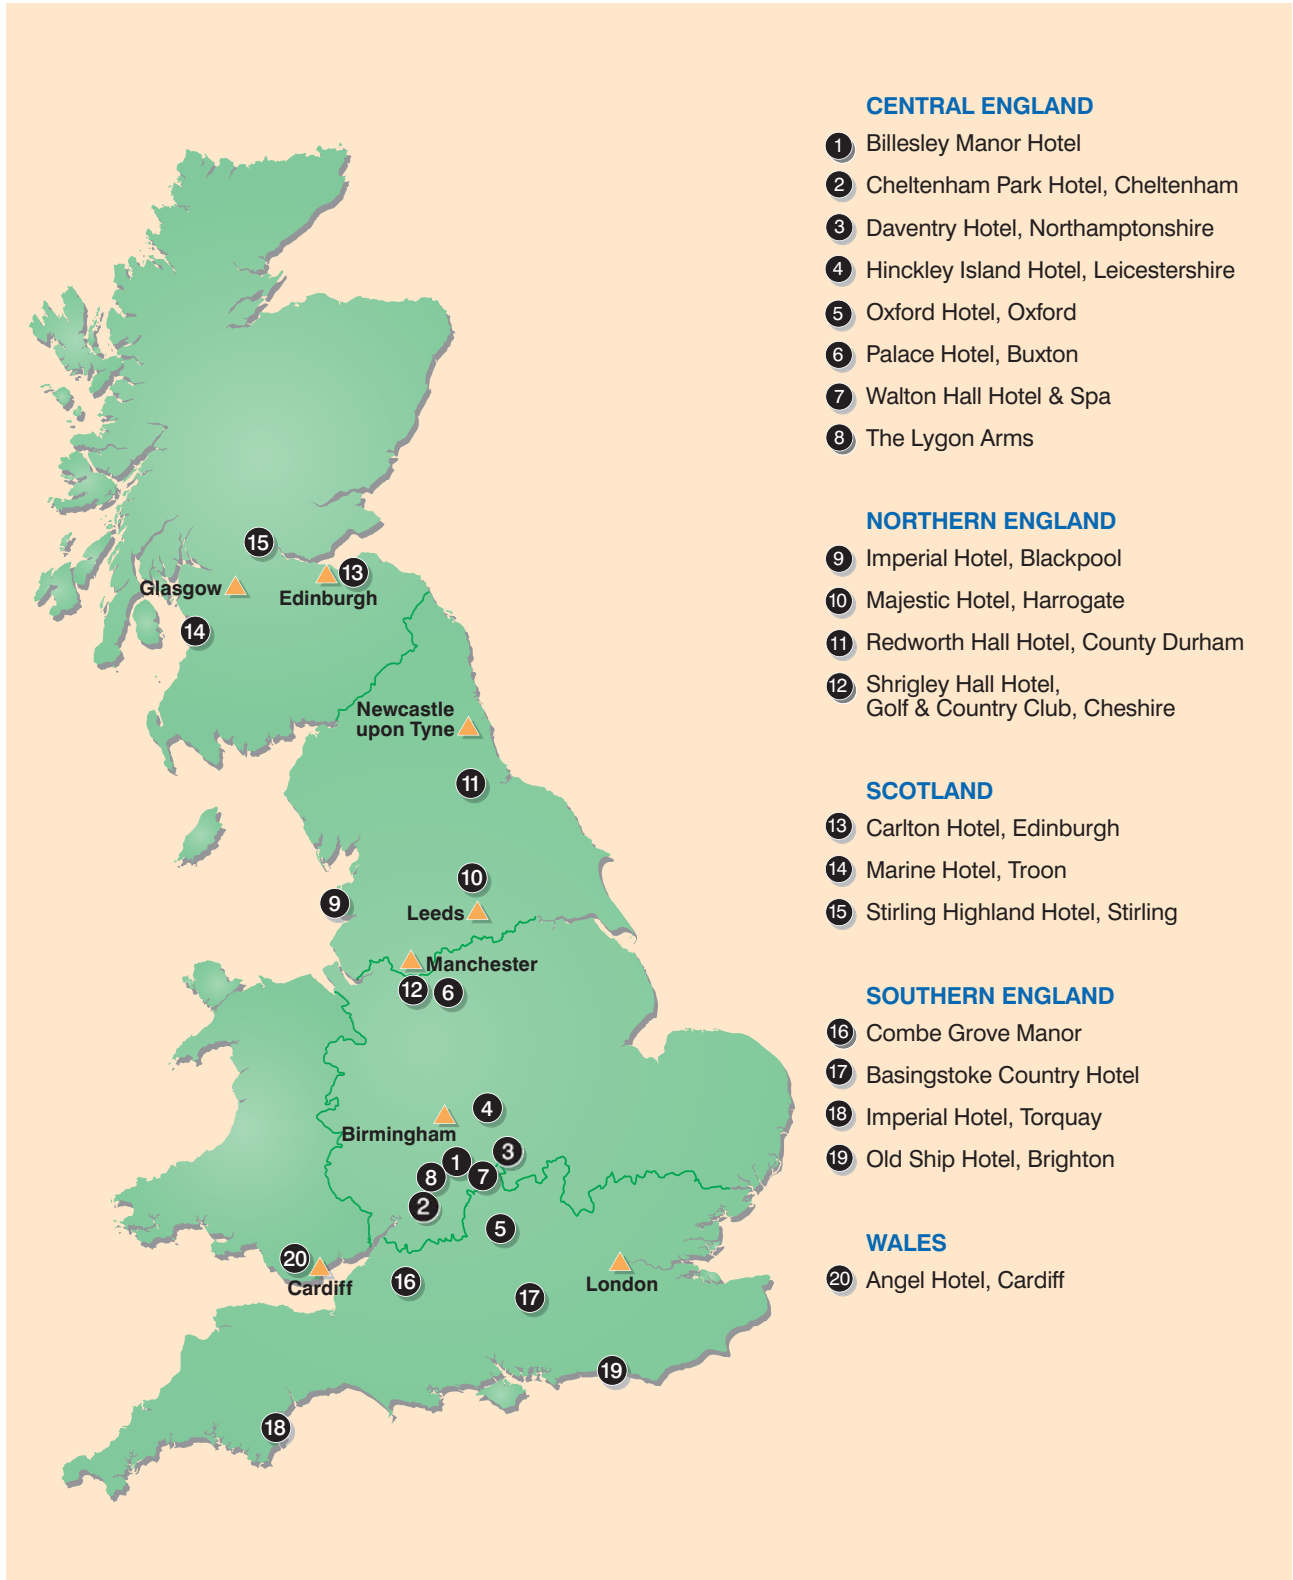 CENTRAL ENGLAND
1 Billesley Manor Hotel
2 Cheltenham Park Hotel, Cheltenham
3 Daventry Hotel, Northamptonshire
4 Hinckley Island Hotel, Leicestershire
5 Oxford Hotel, Oxford
6 Palace Hotel, Buxton
7 Walton Hall Hotel & Spa
8 The Lygon Arms
NORTHERN ENGLAND
9 Imperial Hotel, Blackpool
10 Majestic Hotel, Harrogate
11 Redworth Hall Hotel, County Durham
12 Shrigley Hall Hotel,
Golf & Country Club, Cheshire
SCOTLAND
13 Carlton Hotel, Edinburgh
14 Marine Hotel, Troon
15 Stirling Highland Hotel, Stirling
SOUTHERN ENGLAND
16 Combe Grove Manor
17 Basingstoke Country Hotel
18 Imperial Hotel, Torquay
19 Old Ship Hotel, Brighton
WALES
20 Angel Hotel, Cardiff
15
13
Glasgow
Edinburgh
14
Newcastle
upon Tyne
11
10
9
Leeds
Manchester
12
6
4
Birmingham
3
1
8
7
2
5
20
Cardiff
16
London
17
19
18